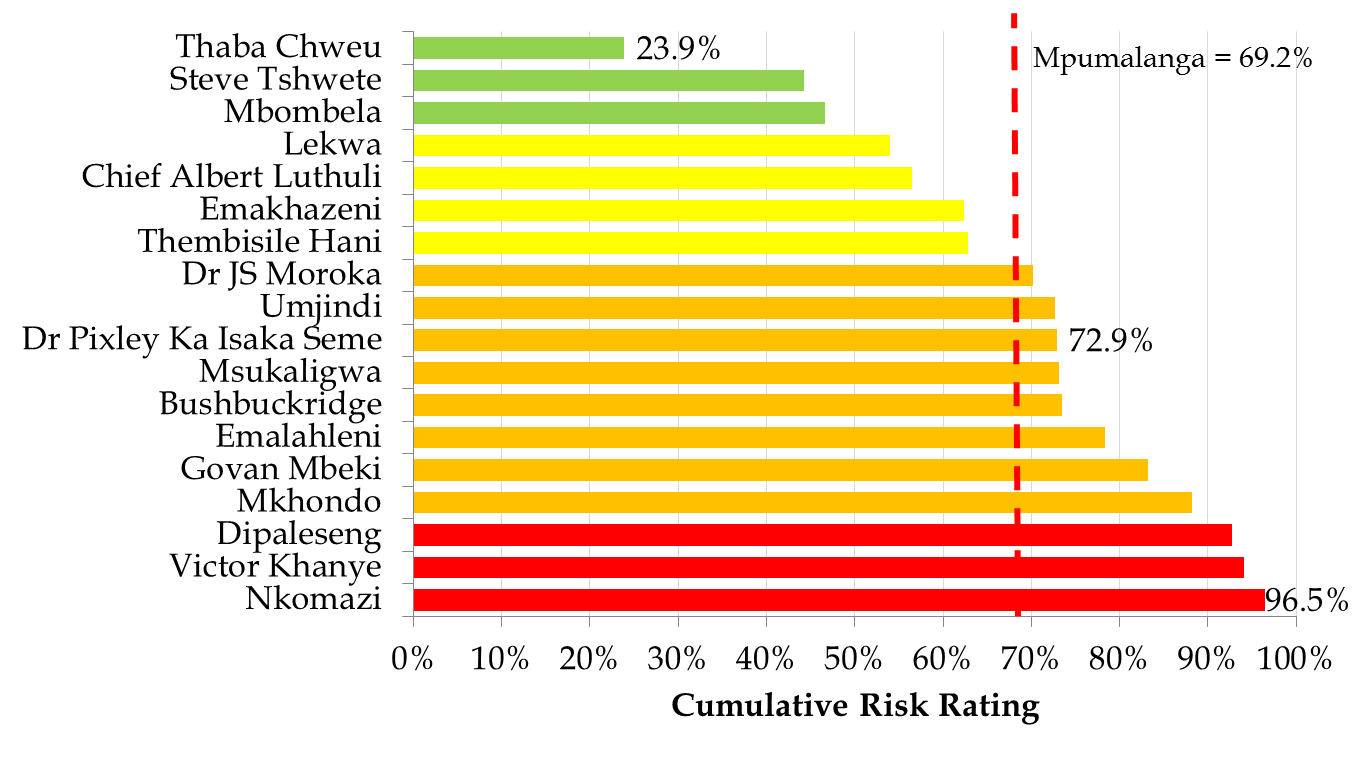 Thaba Chweu 23.9%
Mpumalanga = 69.2%
Steve Tshwete
Mbombela
Lekwa
Chief Albert Luthuli
Emakhazeni
Thembisile Hani
Dr JS Moroka
Umjindi
Dr Pixley Ka Isaka Seme 72.9%
Msukaligwa
Bushbuckridge
Emalahleni
Govan Mbeki
Mkhondo
Dipaleseng
Victor Khanye
Nkomazi 96.5%
0% 10% 20% 30% 40% 50% 60% 70% 80% 90% 100%
Cumulative Risk Rating